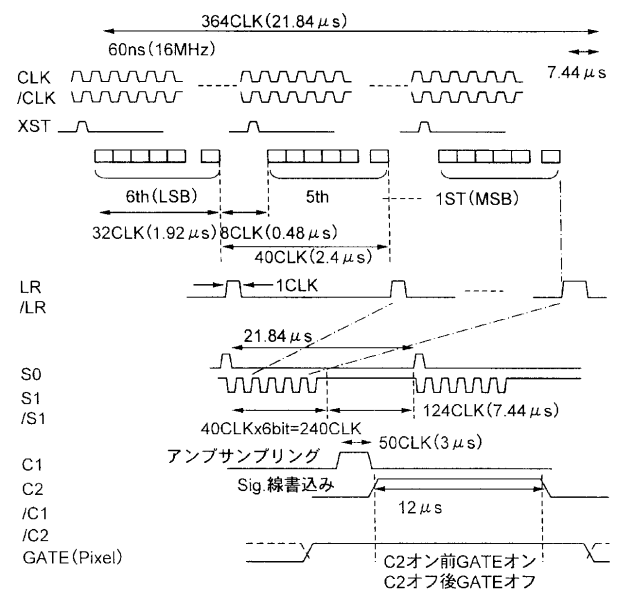 364CLK(21.84μs)
60ns(16MHz)
7.44μs
CLK
/CLK
XST
6th(LSB)
5th
1ST(MSB)
32CLK(1.92μs)
8CLK(0.48μs)
40CLK(2.4μs)
LR
/LR
1CLK
21.84μs
S0
S1
/S1
124CLK(7.44μs)
40CLKx6bit=240CLK
50CLK(3μs)
アンブサンブリング
C1
C2
Sig.線書込み
12μs
/C1
/C2
GATE(Pixel)
C2オン前GATEオン
C2オフ後GATEオフ